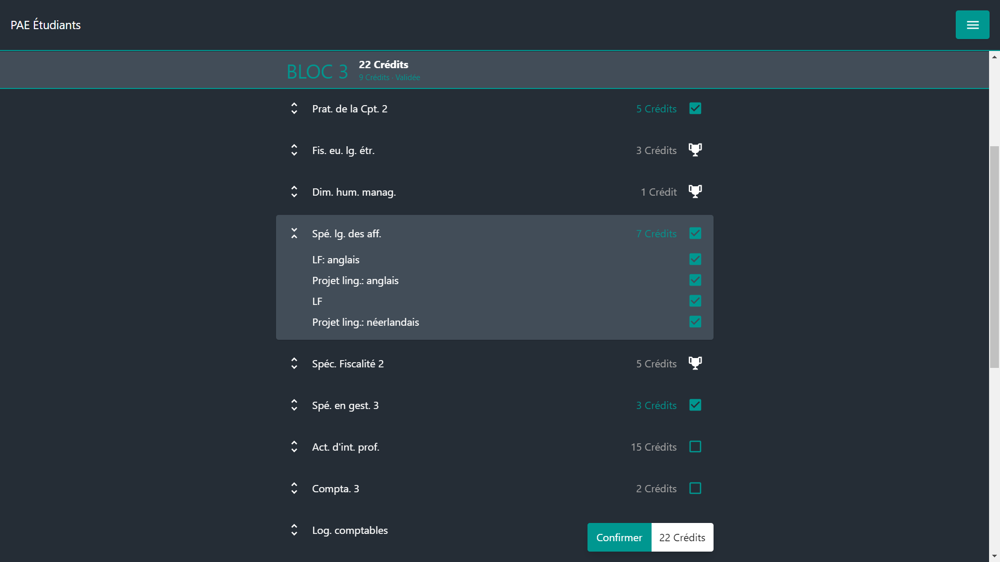 PAE Étudiants
BLOC 3
22 Crédits
9 Crédits · Validée
Prat. de la Cpt. 2 5 Crédits
Fis. eu. lg. étr. 3 Crédits
Dim. hum. manag. 1 Crédit
Spé. lg. des aff. 7 Crédits
LF: anglais
Projet ling.: anglais
LF
Projet ling.: néerlandais
Spéc. Fiscalité 2 5 Crédits
Spé. en gest. 3 3 Crédits
Act. d'int. prof. 15 Crédits
Compta. 3 2 Crédits
Log. comptables
Confirmer 22 Crédits